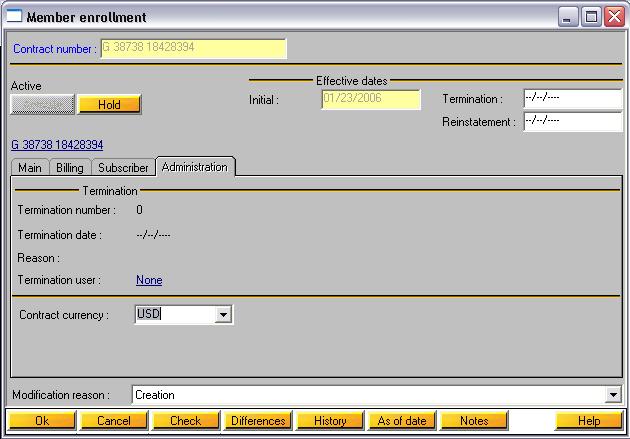 Member enrollment
Contract number : G 38738 18428394
Active
Effective dates
Activate Hold
Initial : 01/23/2006
Termination : --/--/----
Reinstatement : --/--/----
G 38738 18428394
Main Billing Subscriber Administration
Termination
Termination number : 0
Termination date : --/--/----
Reason :
Termination user : None
Contract currency : USD
Modification reason : Creation
Ok Cancel Check Differences History As of date Notes Help